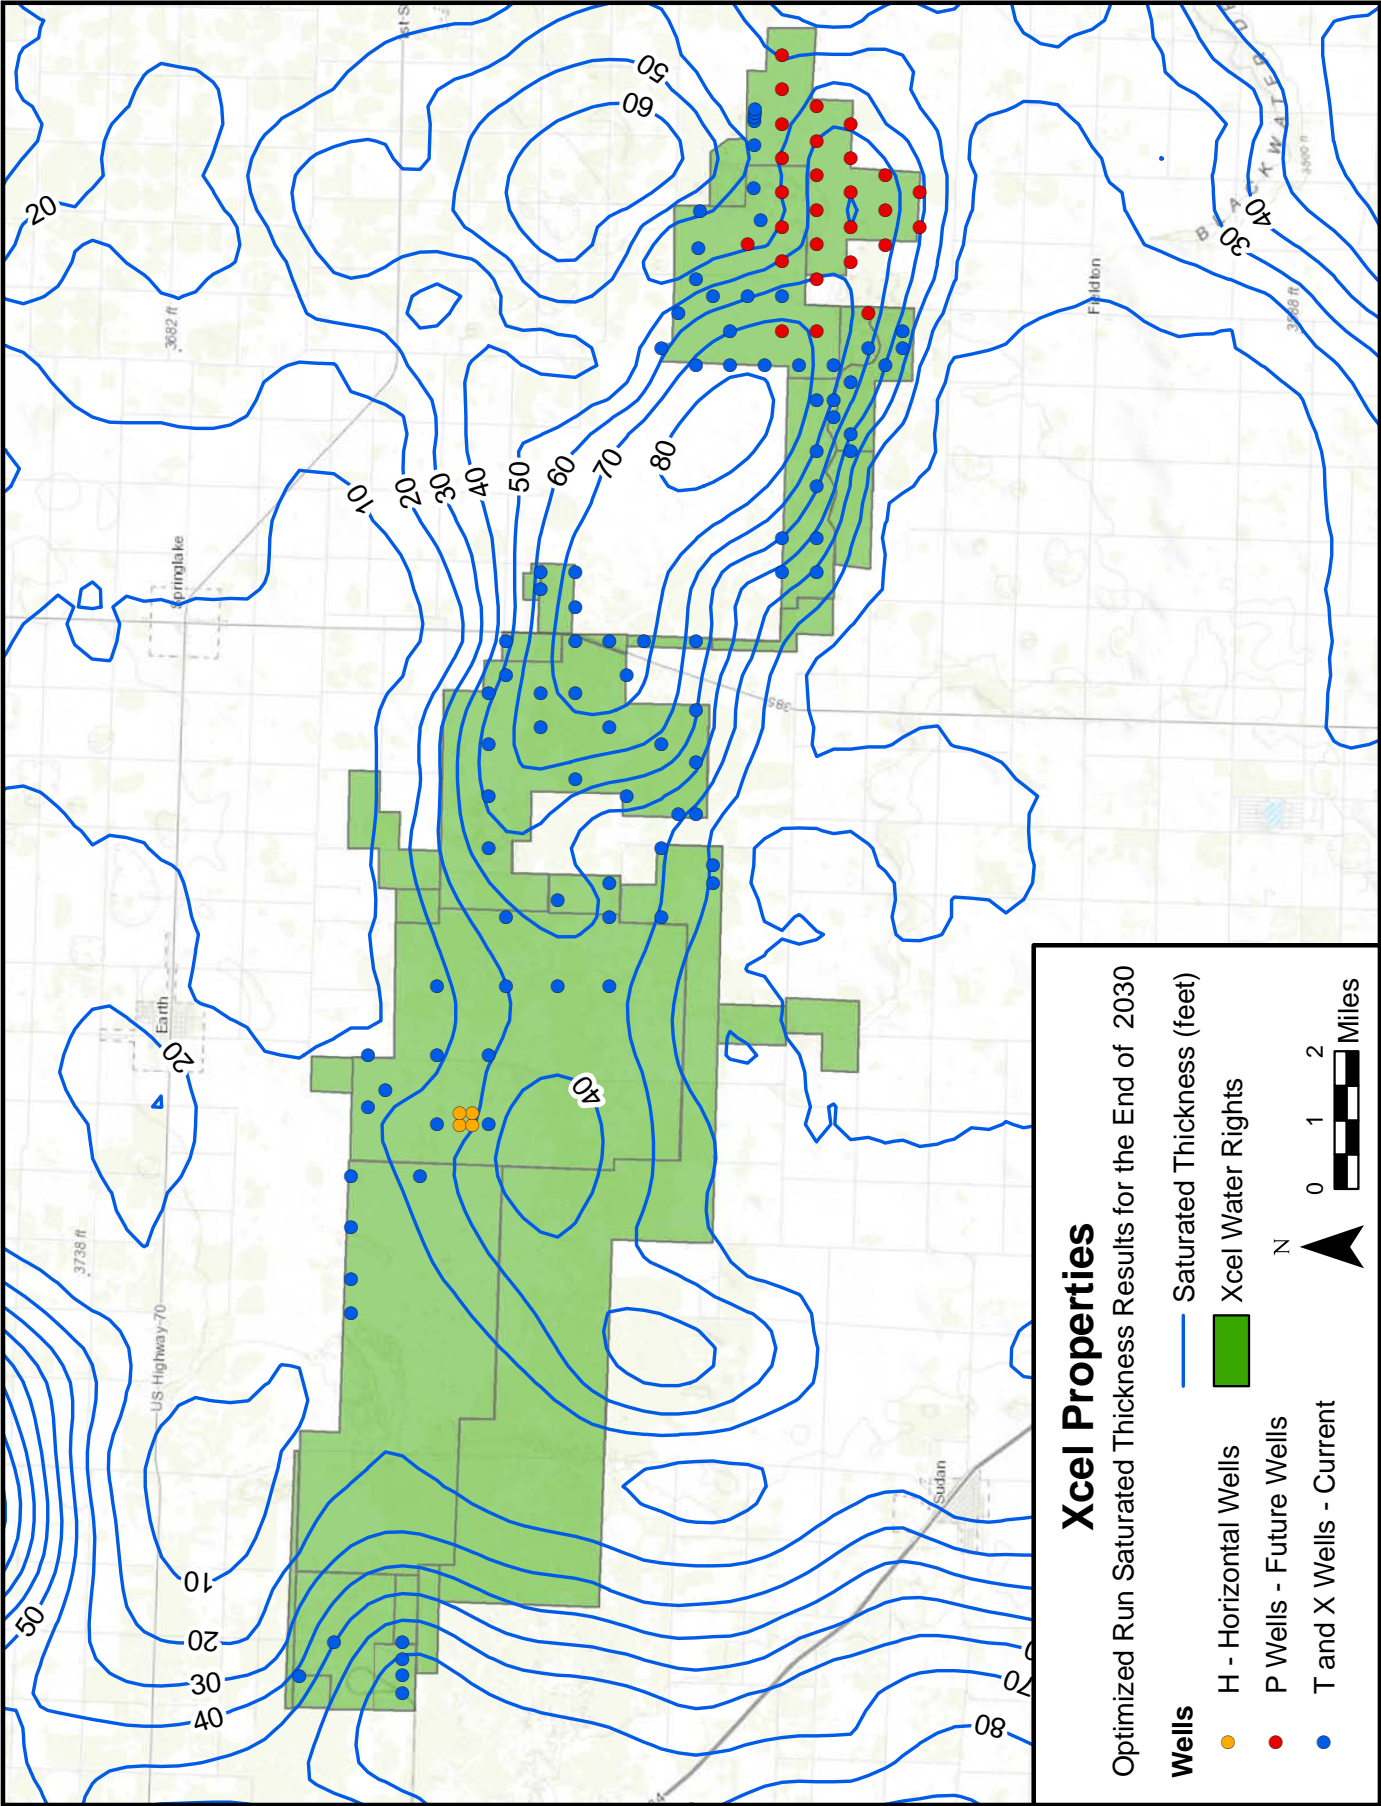 Xcel Properties
Optimized Run Saturated Thickness Results for the End of 2030
Wells
H - Horizontal Wells
P Wells - Future Wells
T and X Wells - Current
Saturated Thickness (feet)
Xcel Water Rights
N
0 1 2
Miles
50
10
20
30
40
US Highway-70
3738 ft
20
Earth
40
Springlake
3682 ft
20
10
20
30
40
50
60
70
80
50
60
385
Sudan
70
80
Fieldton
3588 ft
30
40
3500 ft
BLACKWATER